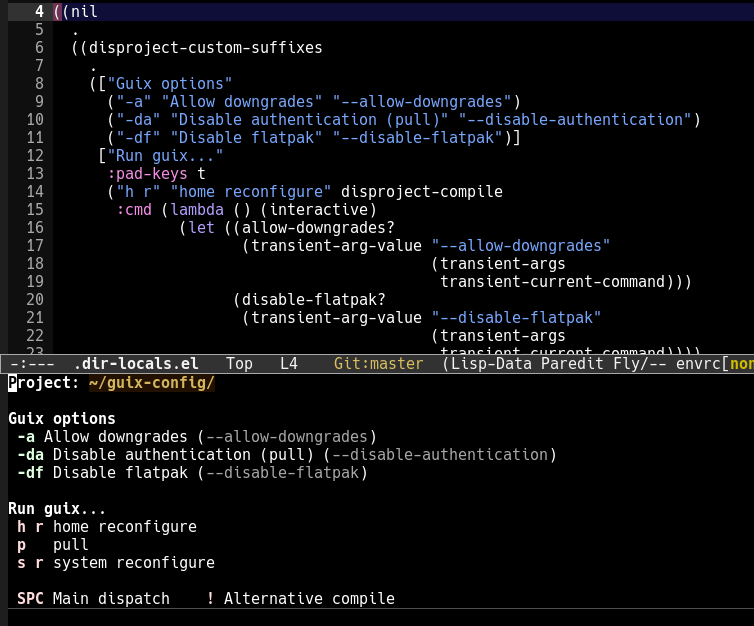 4 ((nil
5 .
6 ((disproject-custom-suffixes
7 .
8 (["Guix options"
9 ("-a" "Allow downgrades" "--allow-downgrades")
10 ("-da" "Disable authentication (pull)" "--disable-authentication")
11 ("-df" "Disable flatpak" "--disable-flatpak")]
12 ["Run guix..."
13 :pad-keys t
14 ("h r" "home reconfigure" disproject-compile
15 :cmd (lambda () (interactive)
16 (let ((allow-downgrades?
17 (transient-arg-value "--allow-downgrades"
18 (transient-args
19 transient-current-command)))
20 (disable-flatpak?
21 (transient-arg-value "--disable-flatpak"
22 (transient-args
23 transient-current-command))))
-:--- .dir-locals.el Top L4 Git:master (Lisp-Data Paredit Fly/-- envrc[non
Project: ~/guix-config/
Guix options
-a Allow downgrades (--allow-downgrades)
-da Disable authentication (pull) (--disable-authentication)
-df Disable flatpak (--disable-flatpak)
Run guix...
h r home reconfigure
p pull
s r system reconfigure
SPC Main dispatch ! Alternative compile